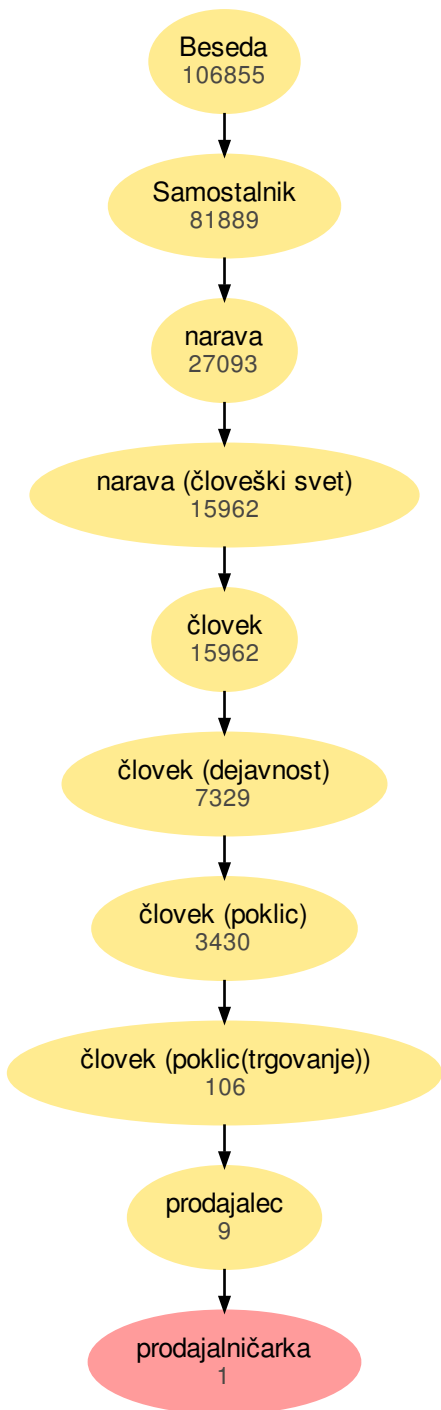 Beseda
106855
Samostalnik
81889
narava
27093
narava (človeški svet)
15962
človek
15962
človek (dejavnost)
7329
človek (poklic)
3430
človek (poklic(trgovanje))
106
prodajalec
9
prodajalničarka
1